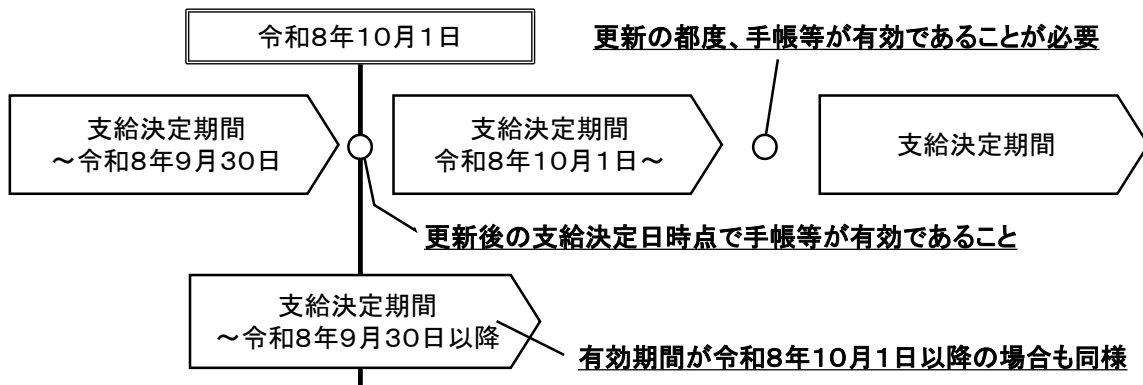 令和8年10月1日
更新の都度、手帳等が有効であることが必要
支給決定期間
～令和8年9月30日
支給決定期間
令和8年10月1日～
支給決定期間
更新後の支給決定日時点で手帳等が有効であること
支給決定期間
～令和8年9月30日以降
有効期間が令和8年10月1日以降の場合も同様